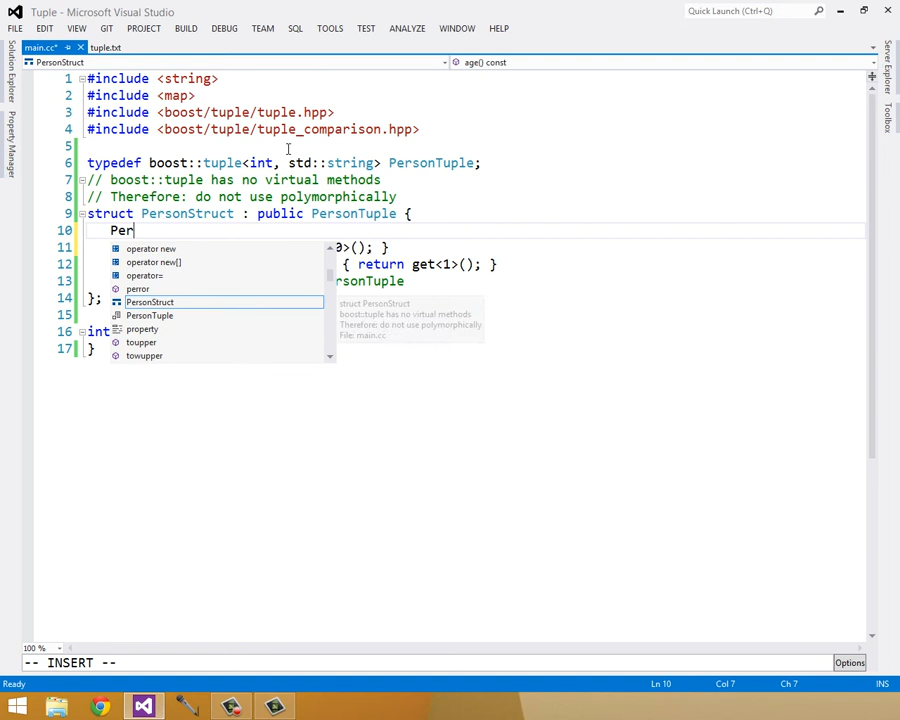 Tuple - Microsoft Visual Studio
Quick Launch (Ctrl+Q)
FILE EDIT VIEW GIT PROJECT BUILD DEBUG TEAM SQL TOOLS TEST ANALYZE WINDOW HELP
main.cc* tuple.txt
PersonStruct age() const
Solution Explorer
Property Manager
Server Explorer
Toolbox
1 #include <string>
2 #include <map>
3 #include <boost/tuple/tuple.hpp>
4 #include <boost/tuple/tuple_comparison.hpp>
5
6 typedef boost::tuple<int, std::string> PersonTuple;
7 // boost::tuple has no virtual methods
8 // Therefore: do not use polymorphically
9 struct PersonStruct : public PersonTuple {
10 Per
11 0>(); }
12 { return get<1>(); }
13 rsonTuple
14 };
15
16 int
17 }
operator new
operator new[]
operator=
perror
PersonStruct
PersonTuple
property
toupper
towupper
struct PersonStruct
boost::tuple has no virtual methods
Therefore: do not use polymorphically
File: main.cc
100 %
-- INSERT --
Options
Ready Ln 10 Col 7 Ch 7 INS